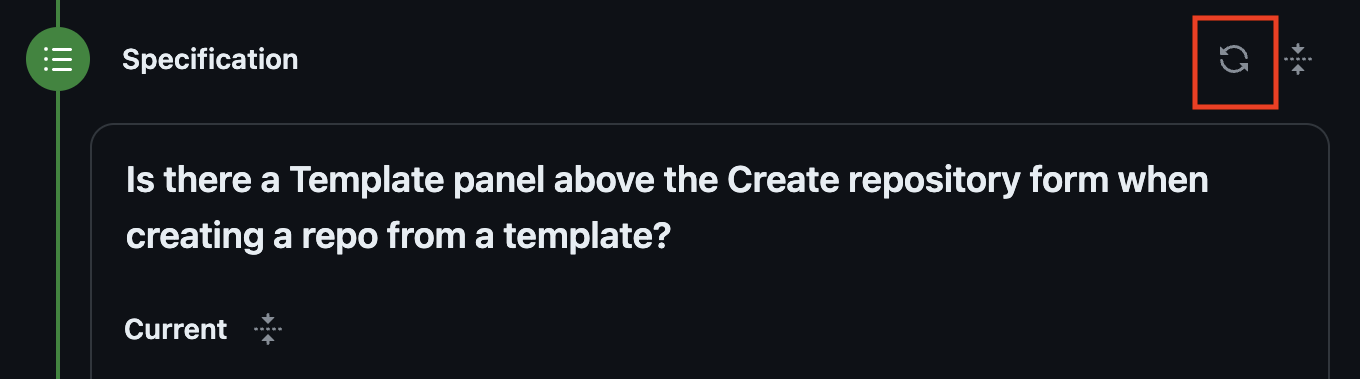 Specification
Is there a Template panel above the Create repository form when
creating a repo from a template?
Current